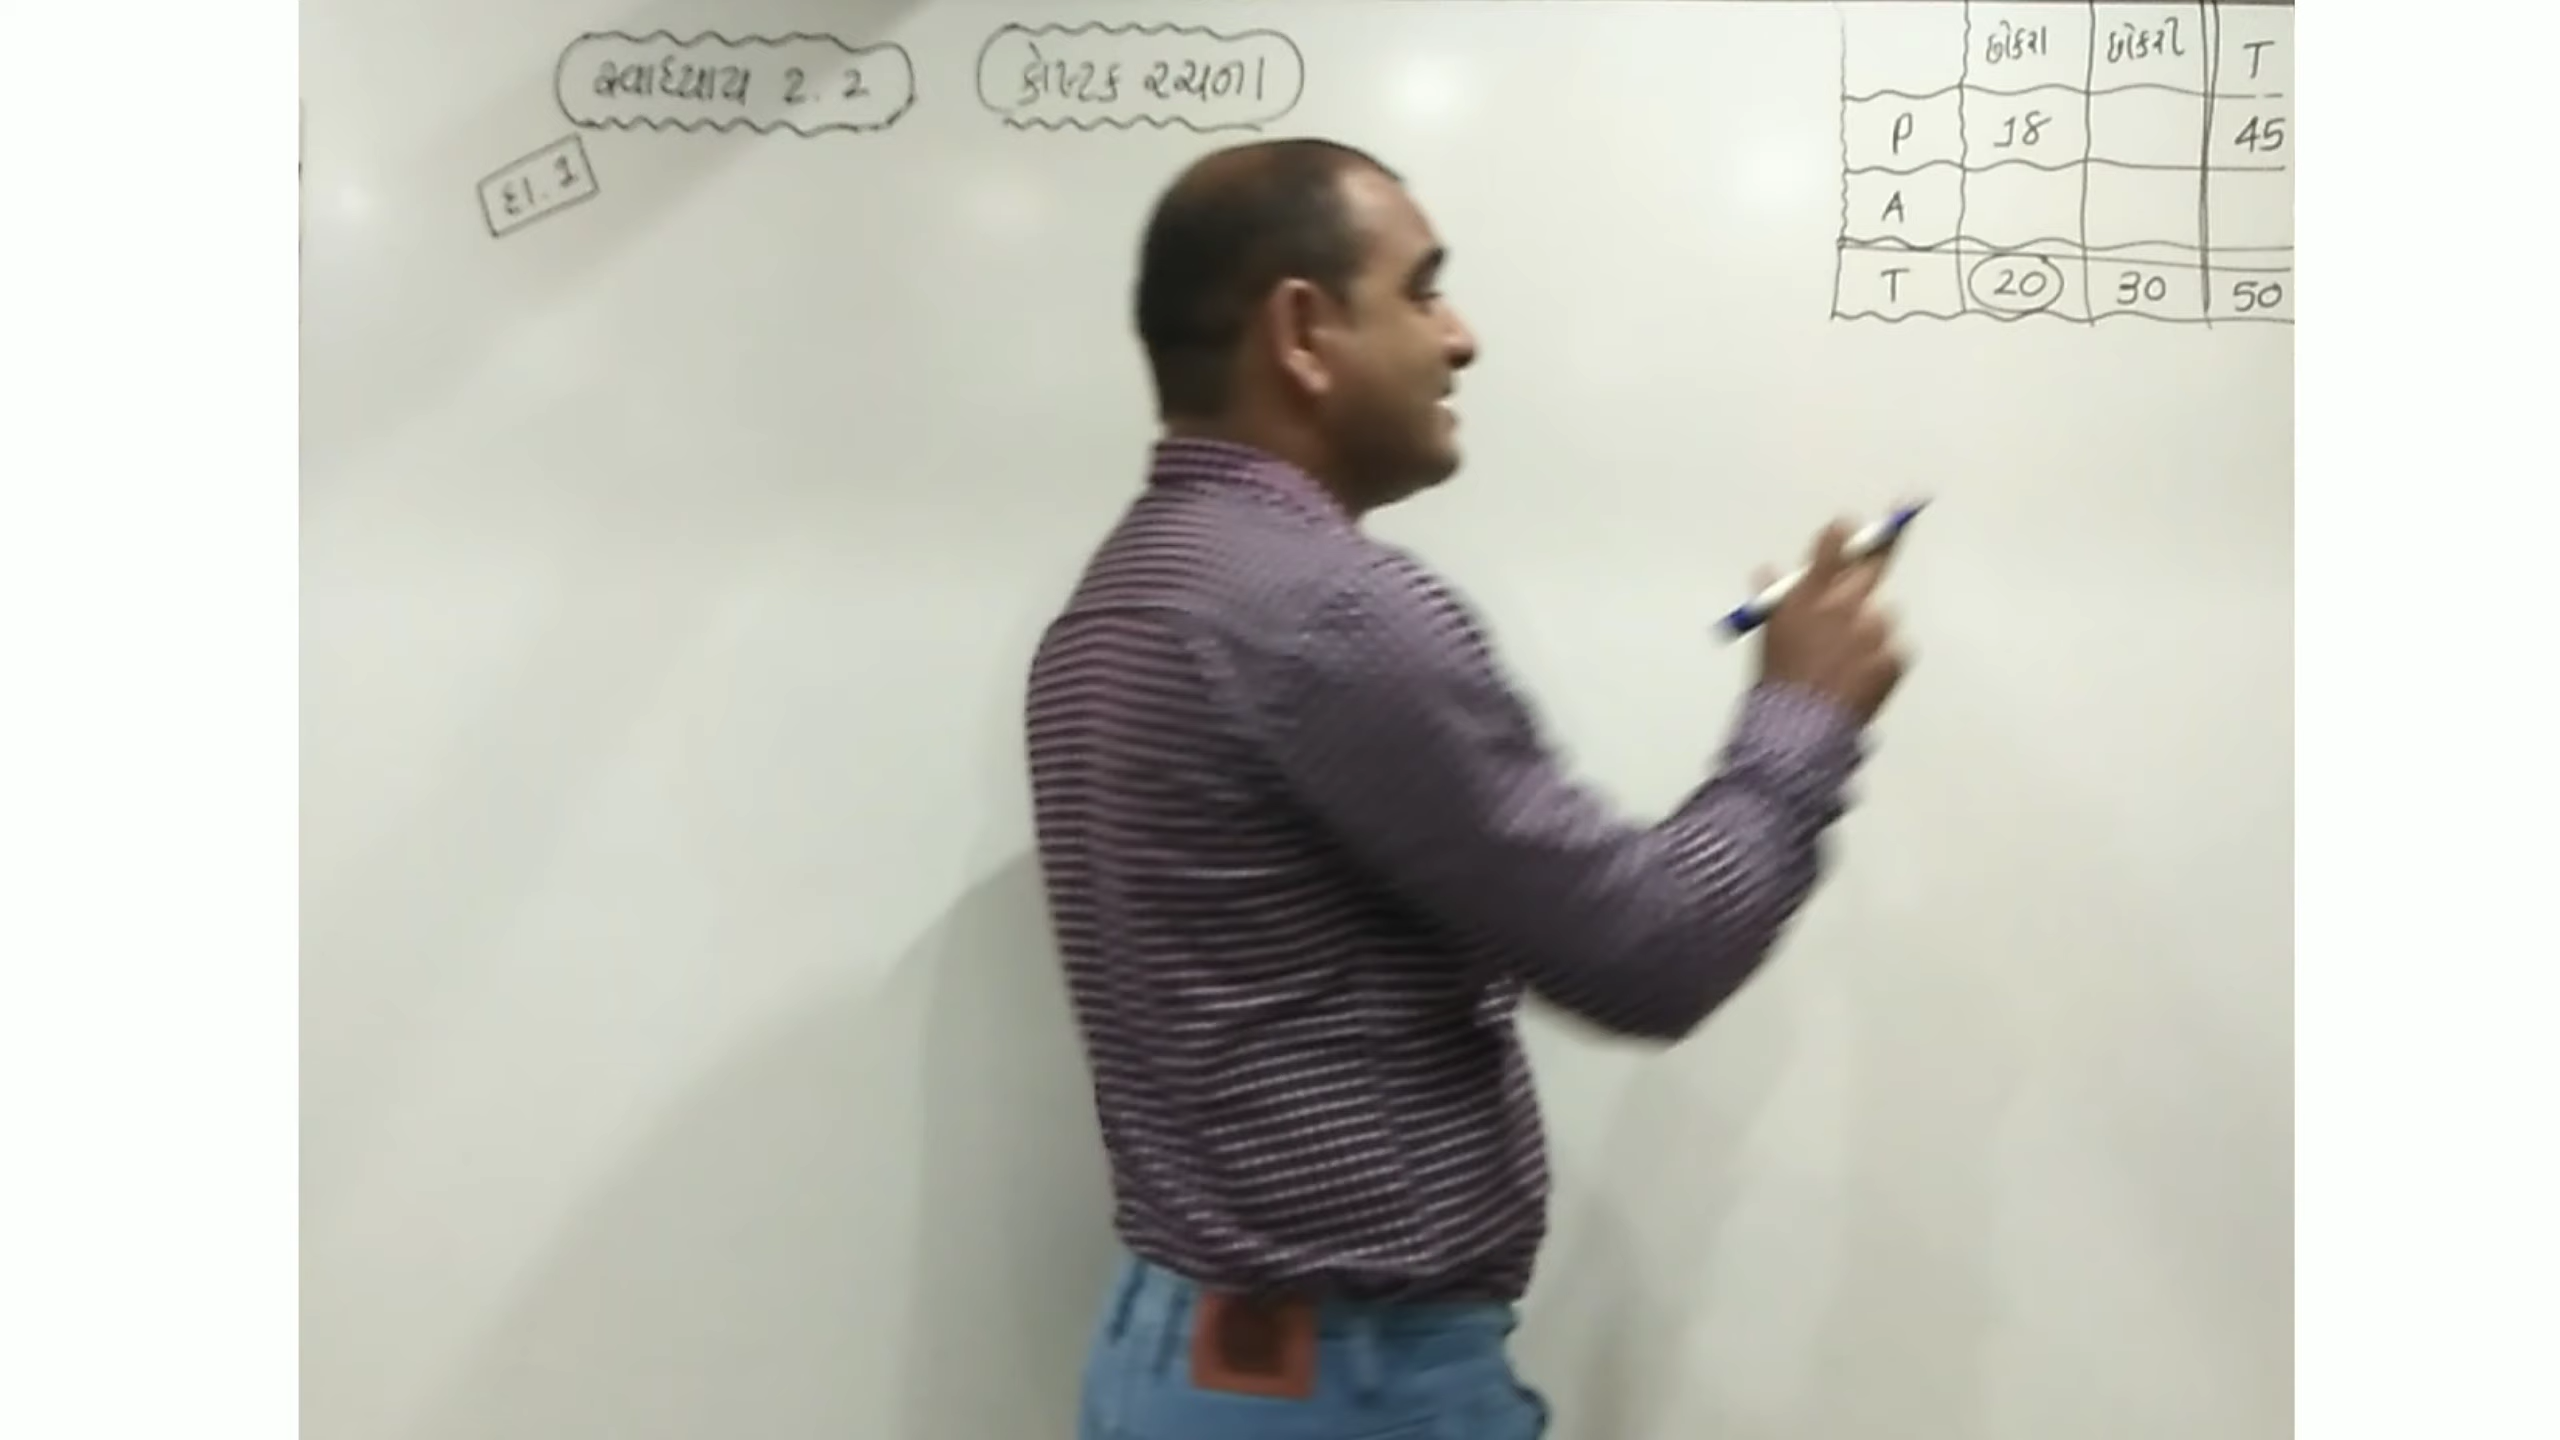 સ્વાધ્યાય 2.2 કોષ્ટક રચના
દા.1
છોકરા છોકરી T
P 18 45
A
T 20 30 50